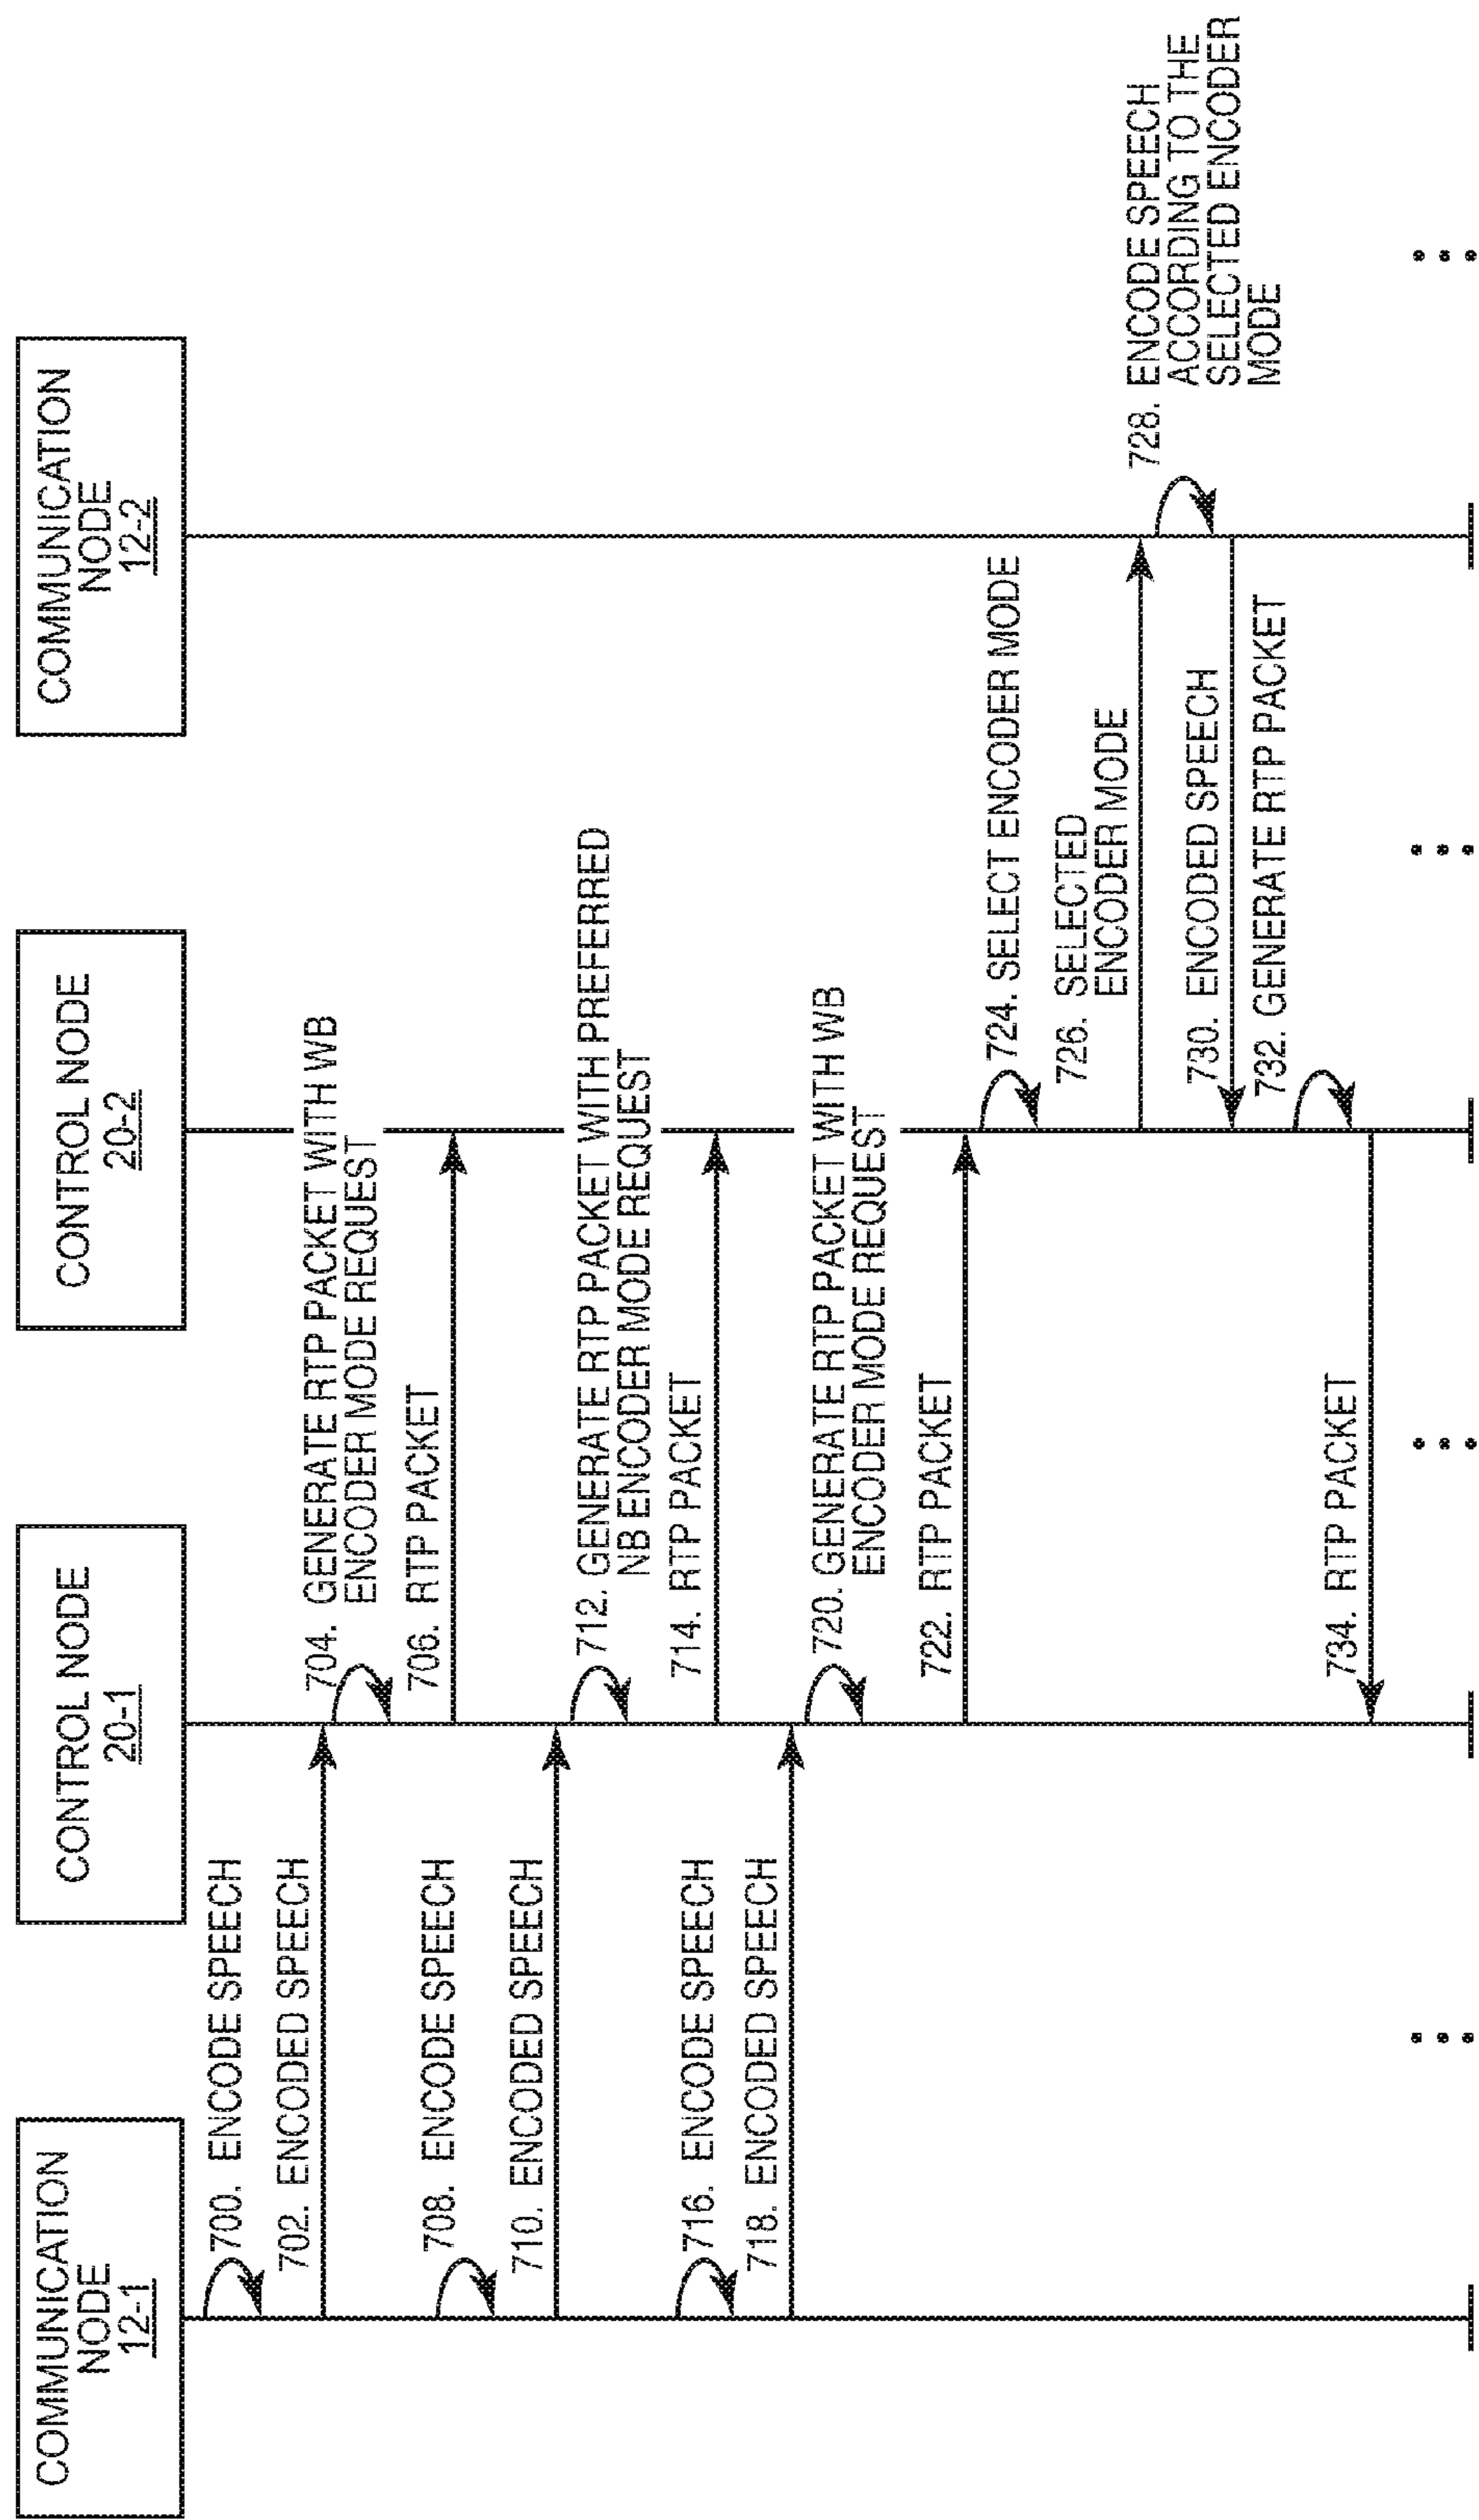 COMMUNICATION
NODE
12-1
CONTROL NODE
20-1
CONTROL NODE
20-2
COMMUNICATION
NODE
12-2
700. ENCODE SPEECH
702. ENCODED SPEECH
704. GENERATE RTP PACKET WITH WB
ENCODER MODE REQUEST
706. RTP PACKET
708. ENCODE SPEECH
710. ENCODED SPEECH
712. GENERATE RTP PACKET WITH PREFERRED
NB ENCODER MODE REQUEST
714. RTP PACKET
716. ENCODE SPEECH
718. ENCODED SPEECH
720. GENERATE RTP PACKET WITH WB
ENCODER MODE REQUEST
722. RTP PACKET
724. SELECT ENCODER MODE
726. SELECTED
ENCODER MODE
728. ENCODE SPEECH
ACCORDING TO THE
SELECTED ENCODER
MODE
730. ENCODED SPEECH
732. GENERATE RTP PACKET
734. RTP PACKET